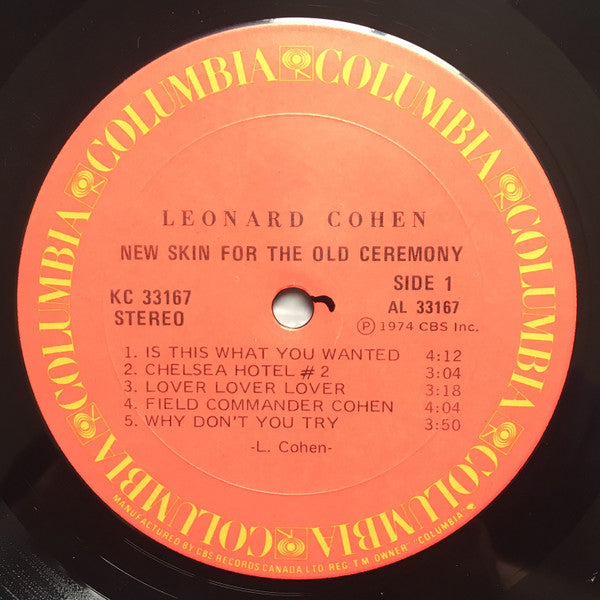 COLUMBIA COLUMBIA COLUMBIA COLUMBIA COLUMBIA COLUMBIA
LEONARD COHEN
NEW SKIN FOR THE OLD CEREMONY
KC 33167
STEREO
SIDE 1
AL 33167
Ⓟ 1974 CBS Inc.
1. IS THIS WHAT YOU WANTED 4:12
2. CHELSEA HOTEL # 2 3:04
3. LOVER LOVER LOVER 3:18
4. FIELD COMMANDER COHEN 4:04
5. WHY DON'T YOU TRY 3:50
-L. Cohen-
MANUFACTURED BY CBS RECORDS CANADA LTD. REG. T M OWNER "COLUMBIA"